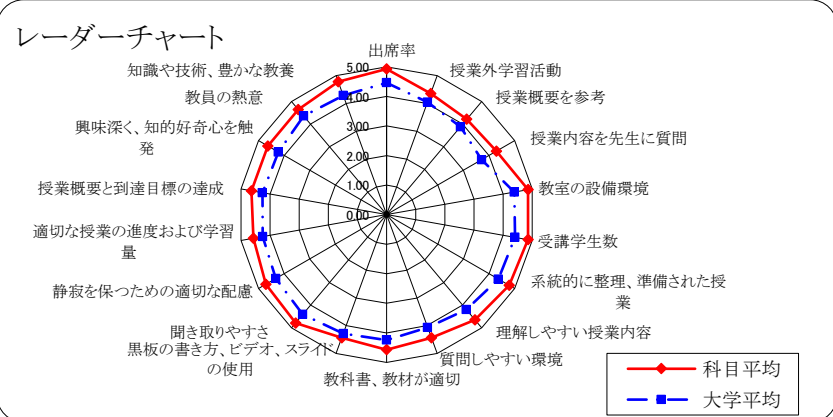 レーダーチャート
出席率
授業外学習活動
授業概要を参考
授業内容を先生に質問
教室の設備環境
受講学生数
系統的に整理、準備された授
業
理解しやすい授業内容
質問しやすい環境
教科書、教材が適切
黒板の書き方、ビデオ、スライド
の使用
聞き取りやすさ
静寂を保つための適切な配慮
適切な授業の進度および学習
量
授業概要と到達目標の達成
興味深く、知的好奇心を触
発
教員の熱意
知識や技術、豊かな教養
5.00
4.00
3.00
2.00
1.00
0.00
科目平均
大学平均